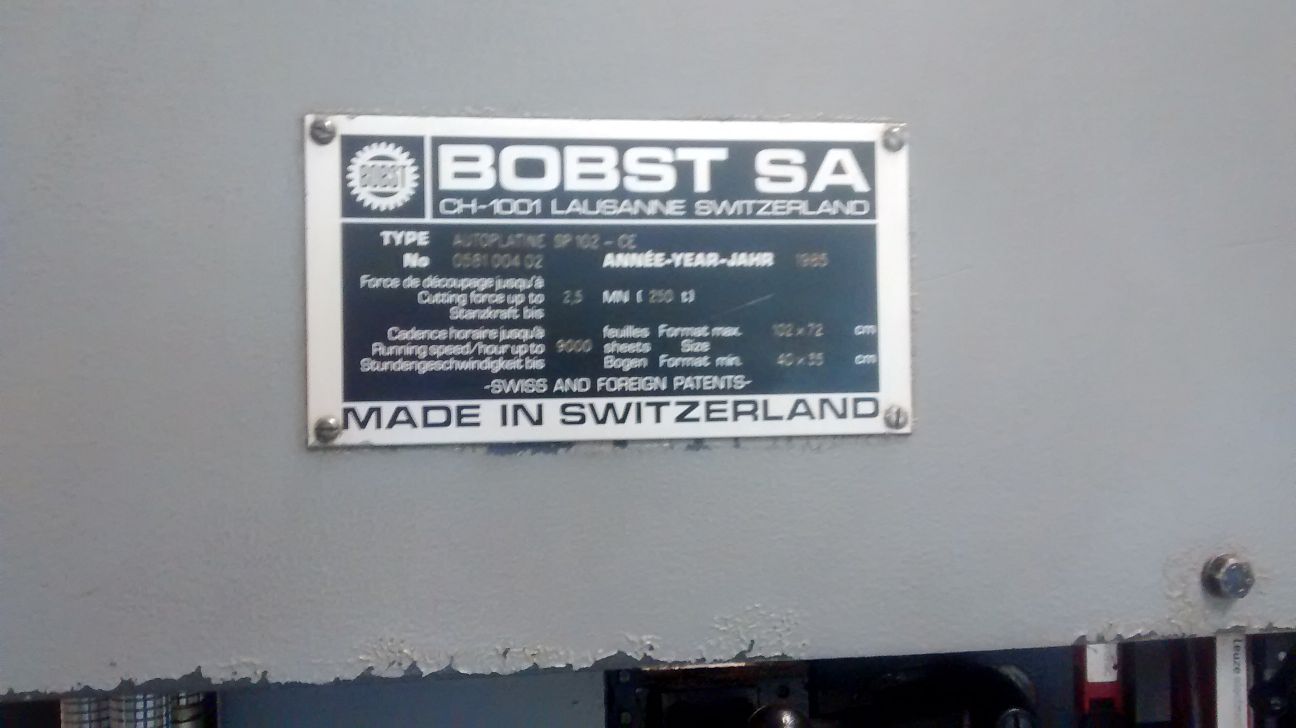 BOBST
BOBST SA
CH-1001 LAUSANNE SWITZERLAND
TYPE AUTOPLATINE SP 102 - CE
No 0581 004 02 ANNÉE-YEAR-JAHR 1985
Force de découpage jusqu'à
Cutting force up to 2,5 MN ( 250 t)
Stanzkraft bis
Cadence horaire jusqu'à feuilles Format max. 102 x 72 cm
Running speed/hour up to 9000 sheets Size
Stundengeschwindigkeit bis Bogen Format min. 40 x 35 cm
-SWISS AND FOREIGN PATENTS-
MADE IN SWITZERLAND
leuze